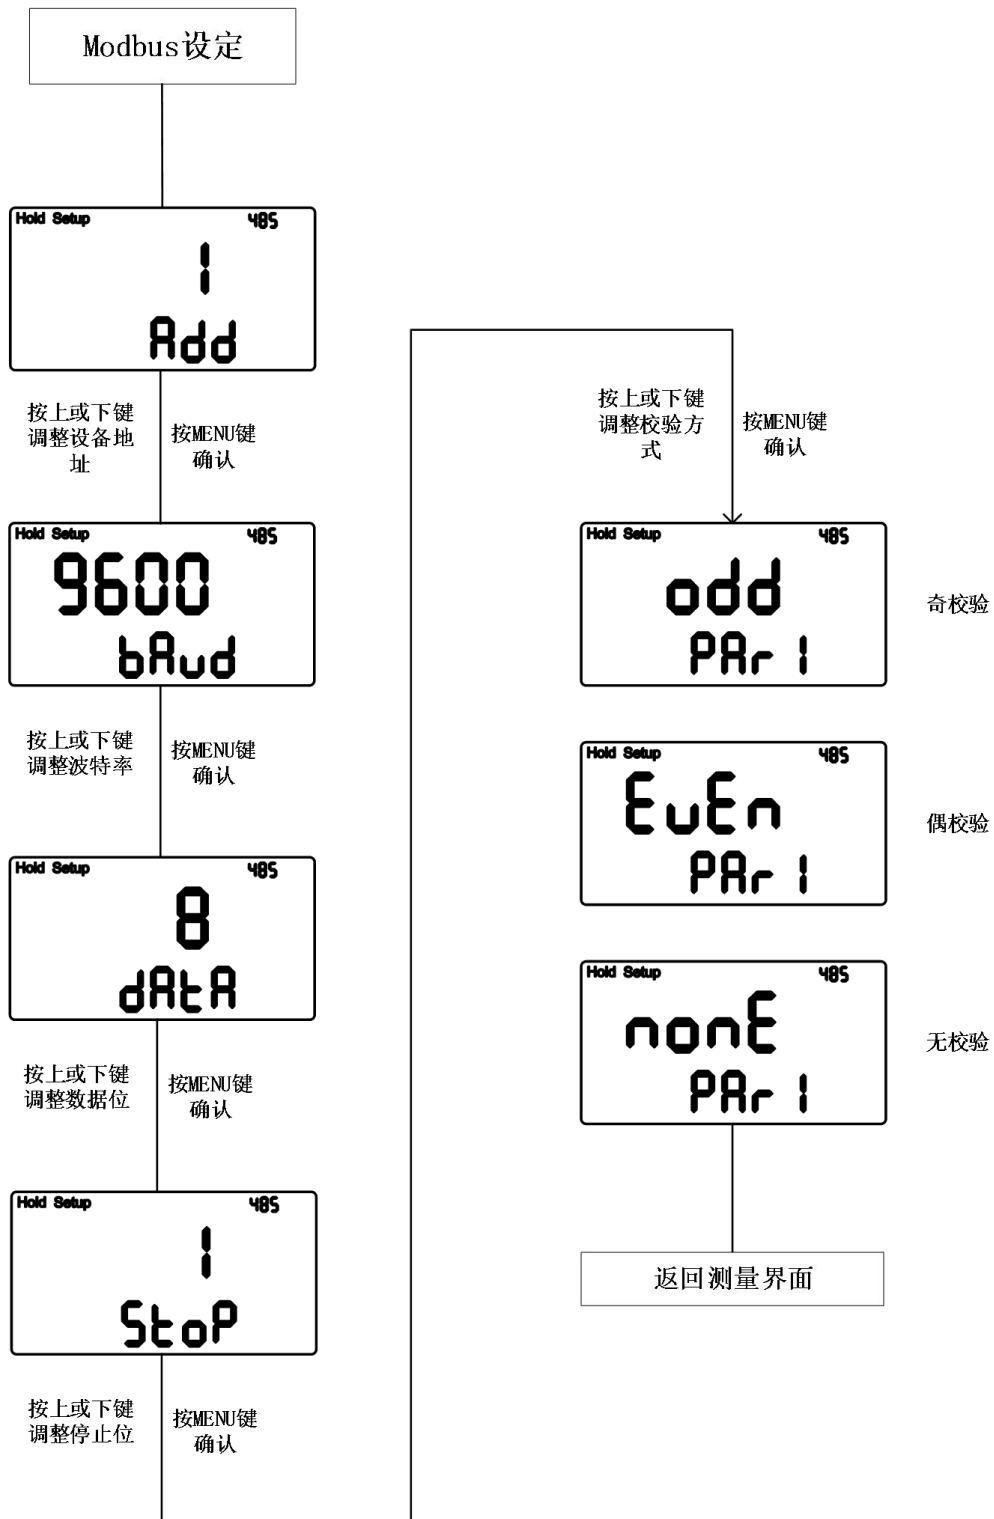 Modbus设定
Hold Setup 485
1
Add
按上或下键
调整设备地
址
按MENU键
确认
Hold Setup 485
9600
bAud
按上或下键
调整波特率
按MENU键
确认
Hold Setup 485
8
dAtA
按上或下键
调整数据位
按MENU键
确认
Hold Setup 485
1
StoP
按上或下键
调整停止位
按MENU键
确认
按上或下键
调整校验方
式
按MENU键
确认
Hold Setup 485
odd
PAr1
奇校验
Hold Setup 485
EvEn
PAr1
偶校验
Hold Setup 485
nonE
PAr1
无校验
返回测量界面